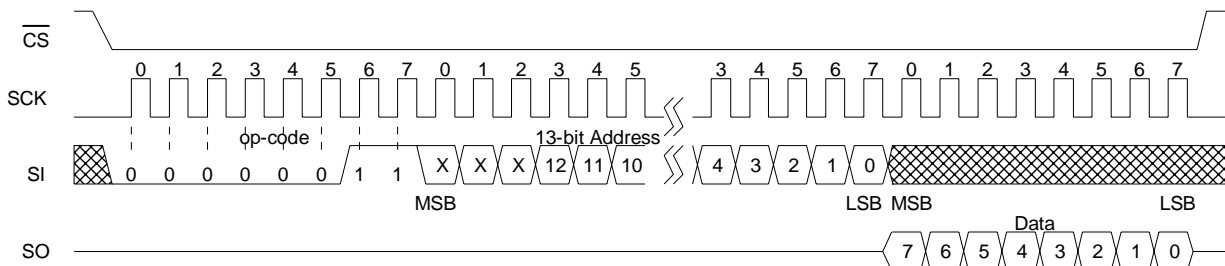 CS
0 1 2 3 4 5 6 7 0 1 2 3 4 5 3 4 5 6 7 0 1 2 3 4 5 6 7
SCK
op-code 13-bit Address
SI 0 0 0 0 0 0 1 1 X X X 12 11 10 4 3 2 1 0
MSB LSB MSB LSB
Data
SO 7 6 5 4 3 2 1 0